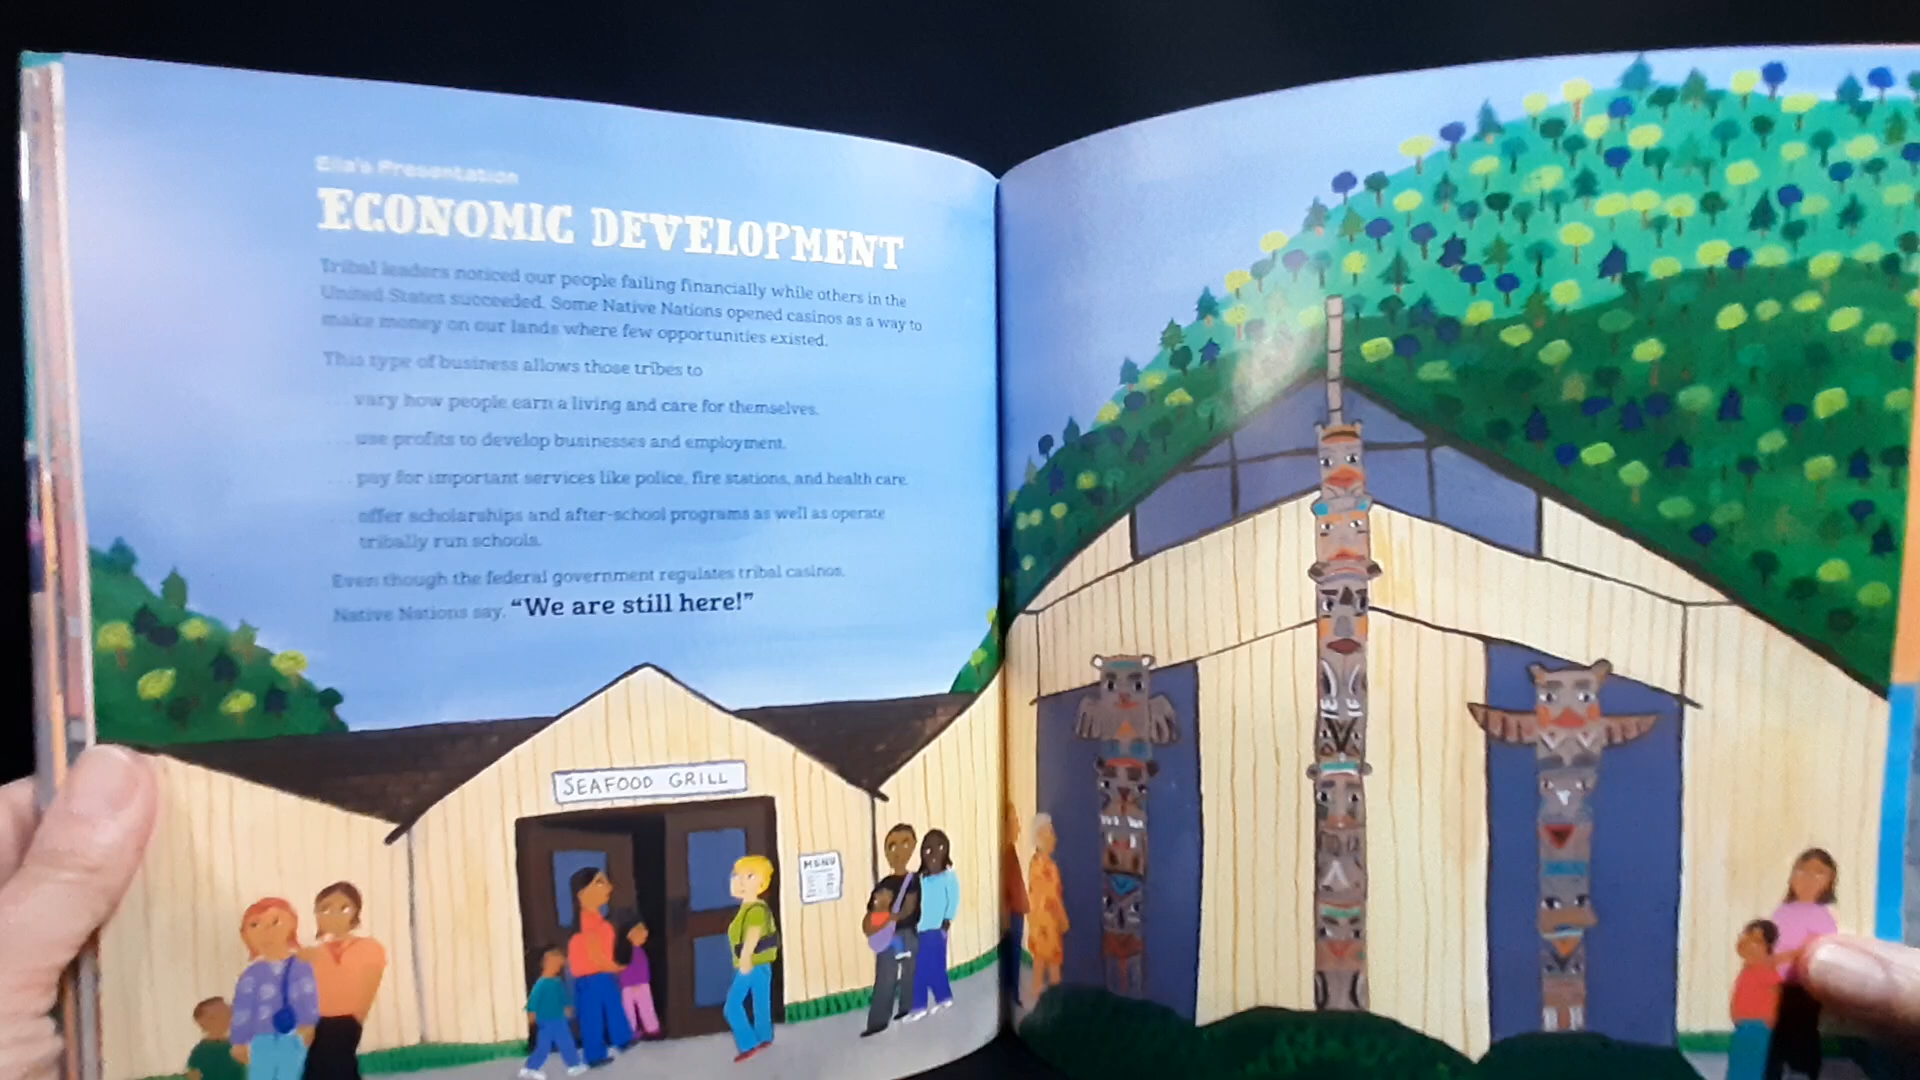 Ella's Presentation
ECONOMIC DEVELOPMENT
Tribal leaders noticed our people failing financially while others in the
United States succeeded. Some Native Nations opened casinos as a way to
make money on our lands where few opportunities existed.
This type of business allows those tribes to
... vary how people earn a living and care for themselves.
... use profits to develop businesses and employment.
... pay for important services like police, fire stations, and health care.
... offer scholarships and after-school programs as well as operate
tribally run schools.
Even though the federal government regulates tribal casinos,
Native Nations say, "We are still here!"
SEAFOOD GRILL
MENU